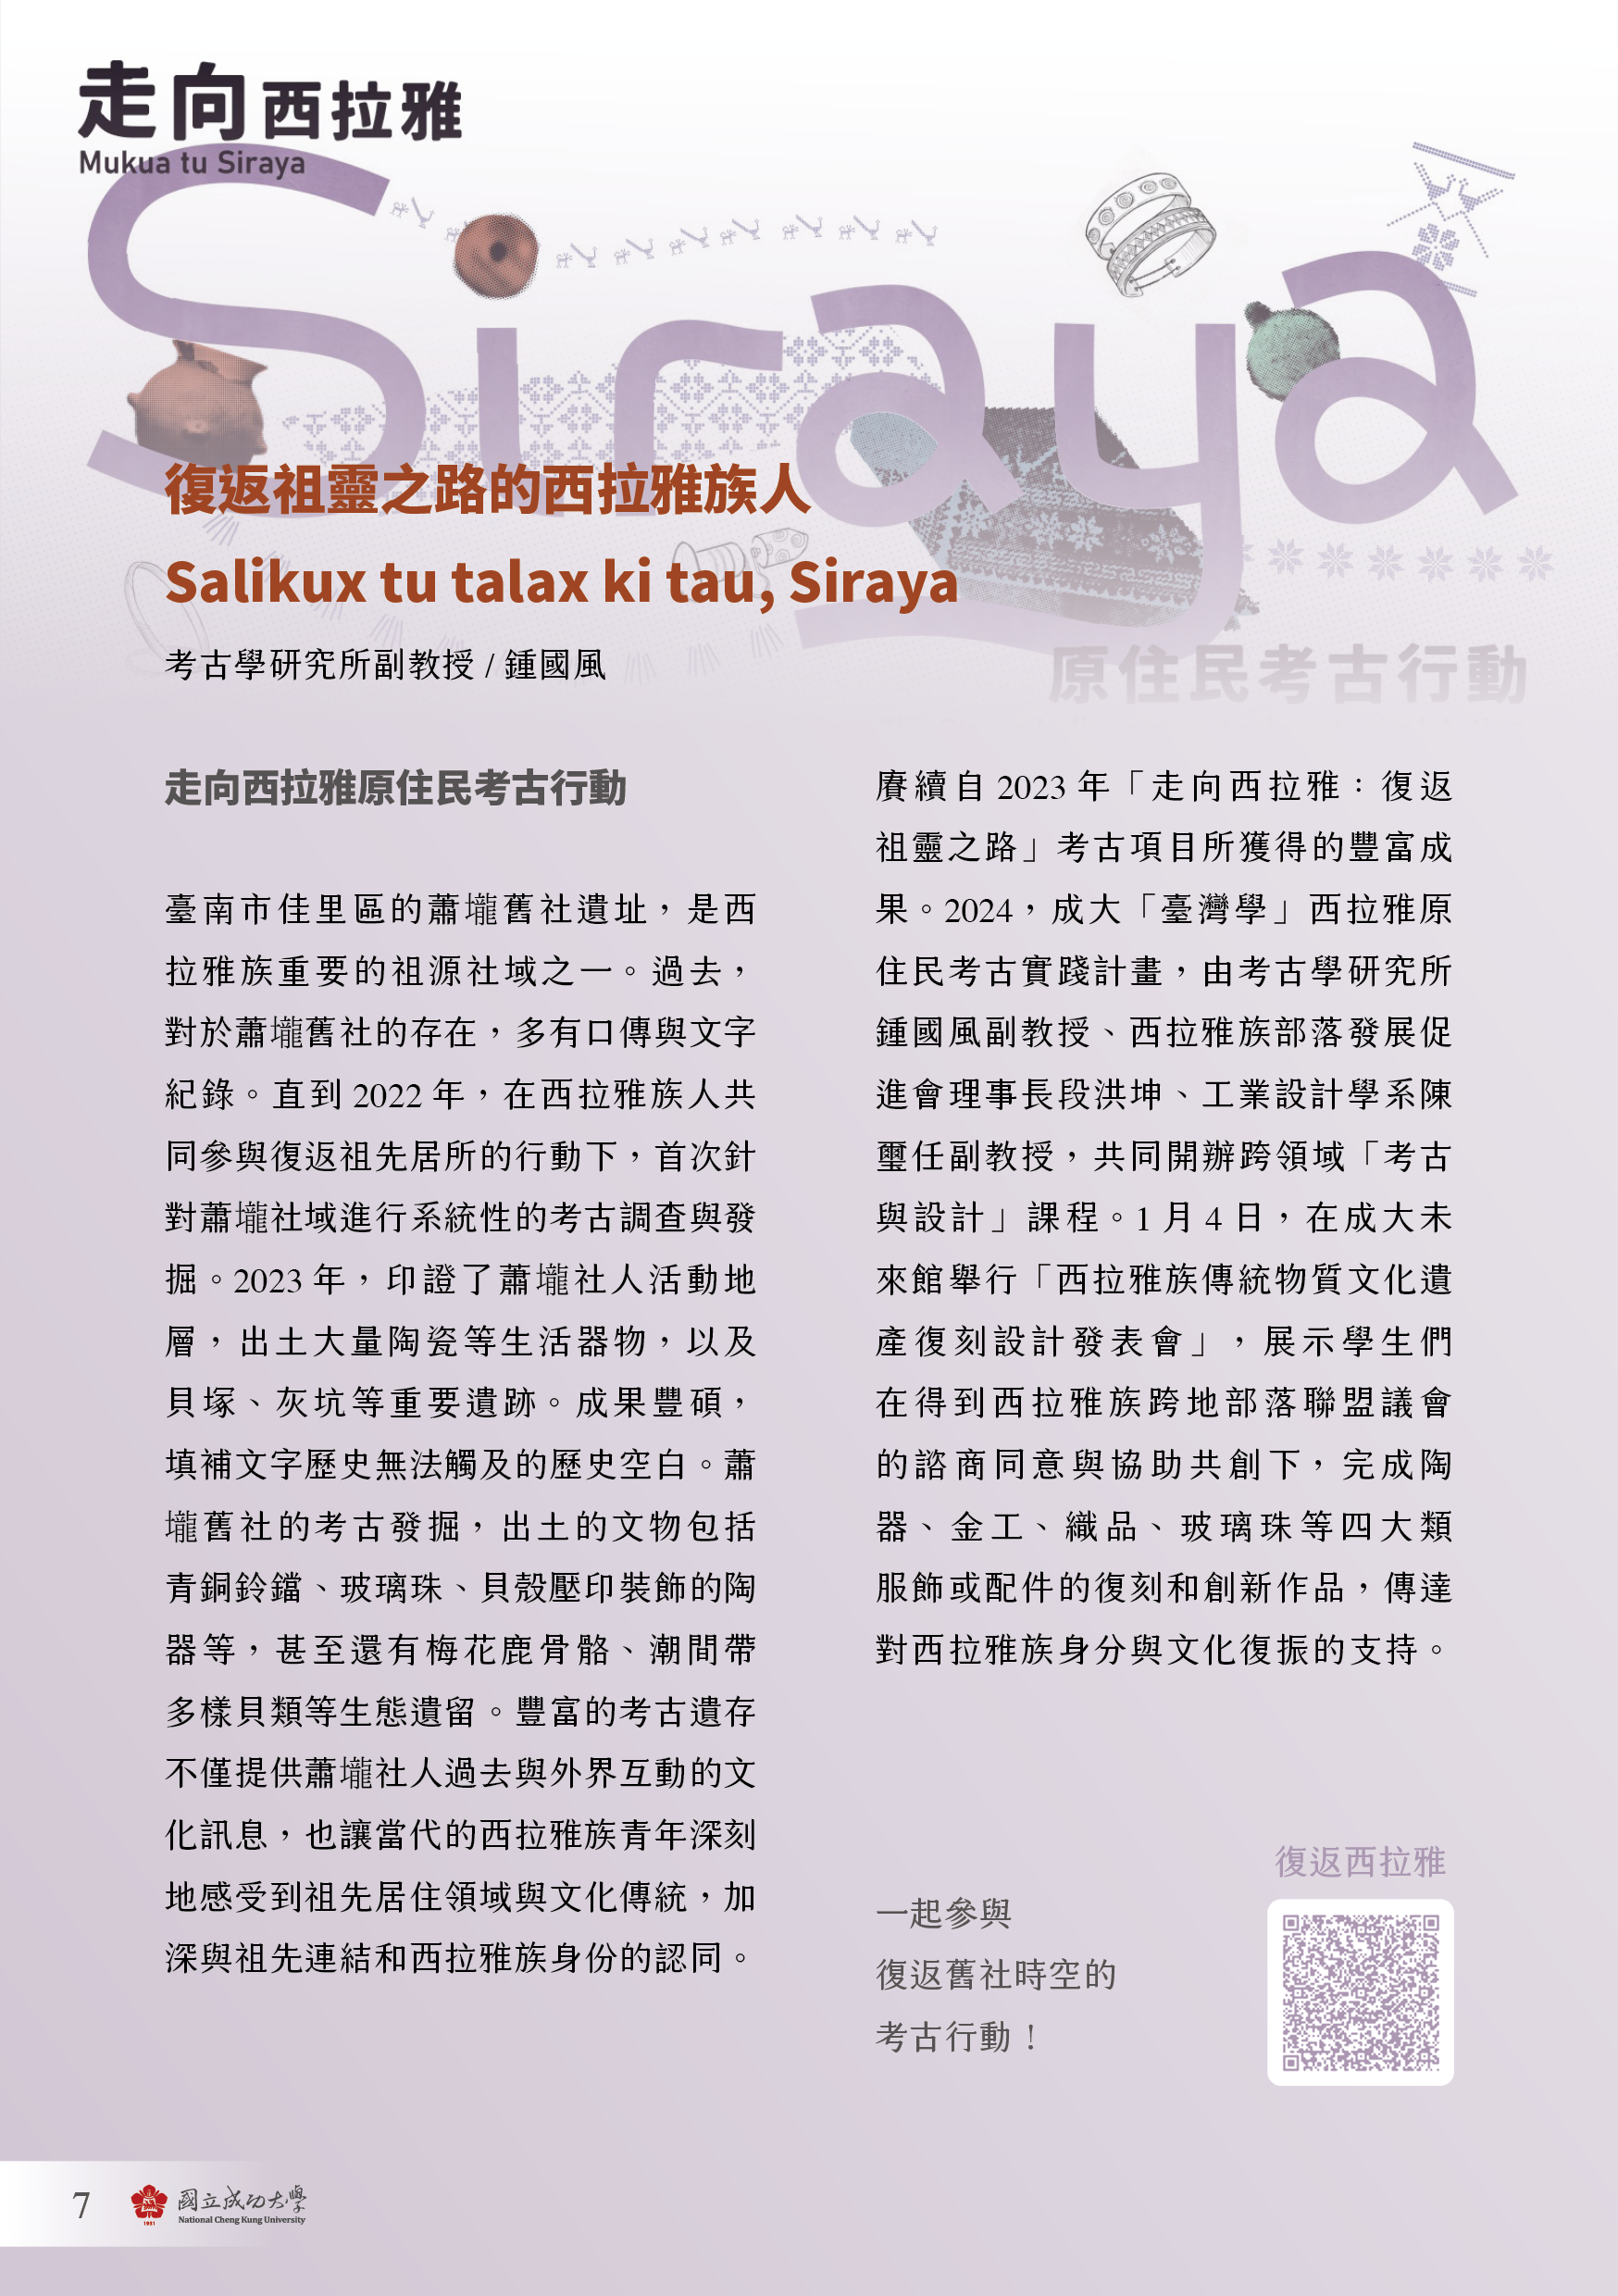 走向西拉雅
Mukua tu Siraya
Siraya
復返祖靈之路的西拉雅族人
Salikux tu talax ki tau, Siraya
考古學研究所副教授 / 鍾國風
原住民考古行動
走向西拉雅原住民考古行動
臺南市佳里區的蕭壠舊社遺址，是西
拉雅族重要的祖源社域之一。過去，
對於蕭壠舊社的存在，多有口傳與文字
紀錄。直到 2022 年，在西拉雅族人共
同參與復返祖先居所的行動下，首次針
對蕭壠社域進行系統性的考古調查與發
掘。2023 年，印證了蕭壠社人活動地
層，出土大量陶瓷等生活器物，以及
貝塚、灰坑等重要遺跡。成果豐碩，
填補文字歷史無法觸及的歷史空白。蕭
壠舊社的考古發掘，出土的文物包括
青銅鈴鐺、玻璃珠、貝殼壓印裝飾的陶
器等，甚至還有梅花鹿骨骼、潮間帶
多樣貝類等生態遺留。豐富的考古遺存
不僅提供蕭壠社人過去與外界互動的文
化訊息，也讓當代的西拉雅族青年深刻
地感受到祖先居住領域與文化傳統，加
深與祖先連結和西拉雅族身份的認同。
賡續自 2023 年「走向西拉雅：復返
祖靈之路」考古項目所獲得的豐富成
果。2024，成大「臺灣學」西拉雅原
住民考古實踐計畫，由考古學研究所
鍾國風副教授、西拉雅族部落發展促
進會理事長段洪坤、工業設計學系陳
璽任副教授，共同開辦跨領域「考古
與設計」課程。1 月 4 日，在成大未
來館舉行「西拉雅族傳統物質文化遺
產復刻設計發表會」，展示學生們
在得到西拉雅族跨地部落聯盟議會
的諮商同意與協助共創下，完成陶
器、金工、織品、玻璃珠等四大類
服飾或配件的復刻和創新作品，傳達
對西拉雅族身分與文化復振的支持。
復返西拉雅
一起參與
復返舊社時空的
考古行動！
7
國立成功大學
National Cheng Kung University
1931